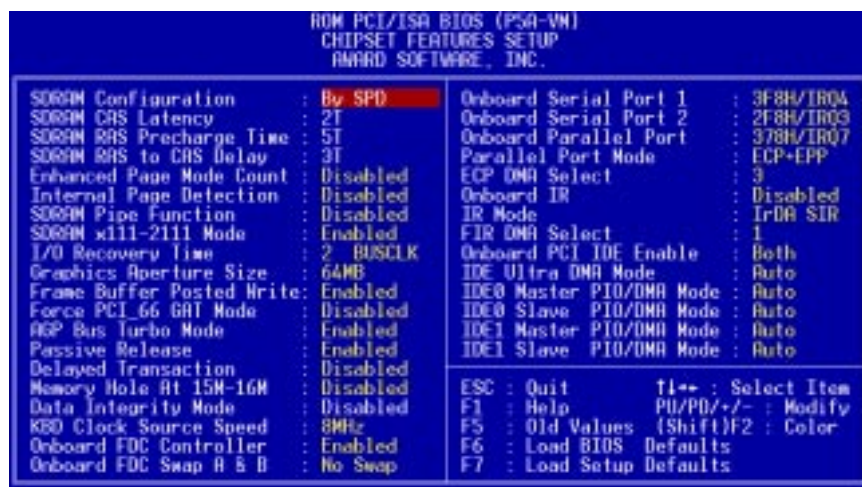 ROM PCI/ISA BIOS (P5A-VM)
CHIPSET FEATURES SETUP
AWARD SOFTWARE, INC.
SDRAM Configuration : By SPD
SDRAM CAS Latency : 2T
SDRAM RAS Precharge Time : 5T
SDRAM RAS to CAS Delay : 3T
Enhanced Page Mode Count : Disabled
Internal Page Detection : Disabled
SDRAM Pipe Function : Disabled
SDRAM x111-2111 Mode : Enabled
I/O Recovery Time : 2 BUSCLK
Graphics Aperture Size : 64MB
Frame Buffer Posted Write: Enabled
Force PCI_66 GAT Mode : Disabled
AGP Bus Turbo Mode : Enabled
Passive Release : Enabled
Delayed Transaction : Disabled
Memory Hole At 15M-16M : Disabled
Data Integrity Mode : Disabled
KBD Clock Source Speed : 8MHz
Onboard FDC Controller : Enabled
Onboard FDC Swap A & B : No Swap
Onboard Serial Port 1 : 3F8H/IRQ4
Onboard Serial Port 2 : 2F8H/IRQ3
Onboard Parallel Port : 378H/IRQ7
Parallel Port Mode : ECP+EPP
ECP DMA Select : 3
Onboard IR : Disabled
IR Mode : IrDA SIR
FIR DMA Select : 1
Onboard PCI IDE Enable : Both
IDE Ultra DMA Mode : Auto
IDE0 Master PIO/DMA Mode : Auto
IDE0 Slave PIO/DMA Mode : Auto
IDE1 Master PIO/DMA Mode : Auto
IDE1 Slave PIO/DMA Mode : Auto
ESC : Quit ↑↓→← : Select Item
F1 : Help PU/PD/+/- : Modify
F5 : Old Values (Shift)F2 : Color
F6 : Load BIOS Defaults
F7 : Load Setup Defaults